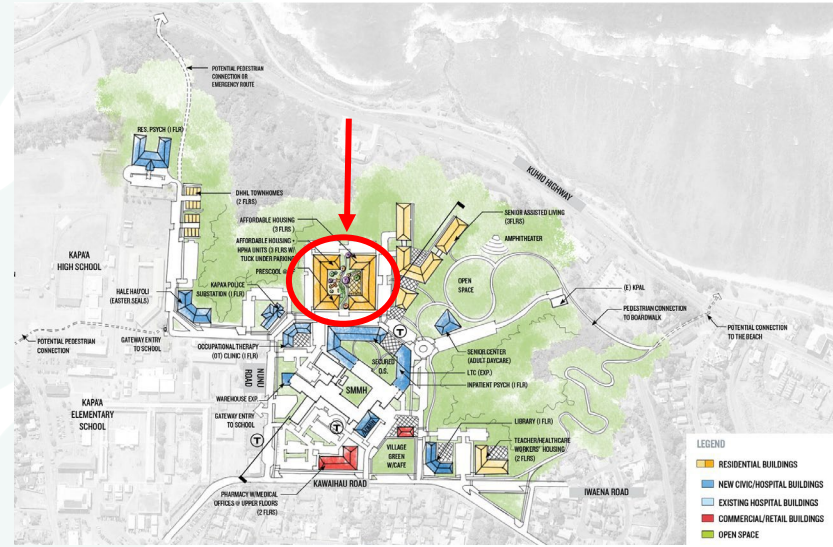 POTENTIAL PEDESTRIAN
CONNECTION OR
EMERGENCY ROUTE
RES. PSYCH (1 FLR)
KUHIO HIGHWAY
DHHL TOWNHOMES
(2 FLRS)
AFFORDABLE HOUSING
(3 FLRS)
AFFORDABLE HOUSING +
HPHA UNITS (3 FLRS W/
TUCK UNDER PARKING
PRESCOOL @
SENIOR ASSISTED LIVING
(3FLRS)
AMPHITHEATER
KAPA'A
HIGH SCHOOL
HALE HAIFOLI
(EASTER SEALS)
KAPA'A POLICE
SUBSTATION (1 FLR)
OPEN
SPACE
(E) KPAL
PEDESTRIAN CONNECTION
TO BOARDWALK
POTENTIAL CONNECTION
TO THE BEACH
POTENTIAL PEDESTRIAN
CONNECTION
GATEWAY ENTRY
TO SCHOOL
OCCUPATIONAL THERAPY
(OT) CLINIC (1 FLR)
NUNU
ROAD
T
SECURED
O.S.
SENIOR CENTER
(ADULT DAYCARE)
LTC (EXP.)
INPATIENT PSYCH (1 FLR)
SMMH
WAREHOUSE EXP.
GATEWAY ENTRY
TO SCHOOL
KAPA'A
ELEMENTARY
SCHOOL
T
T
LIBRARY (1 FLR)
TEACHER/HEALTHCARE
WORKERS' HOUSING
(2 FLRS)
VILLAGE
GREEN
W/CAFE
PHARMACY W/MEDICAL
OFFICES @ UPPER FLOORS
(2 FLRS)
KAWAIHAU ROAD
IWAENA ROAD
LEGEND
RESIDENTIAL BUILDINGS
NEW CIVIC/HOSPITAL BUILDINGS
EXISTING HOSPITAL BUILDINGS
COMMERCIAL/RETAIL BUILDINGS
OPEN SPACE